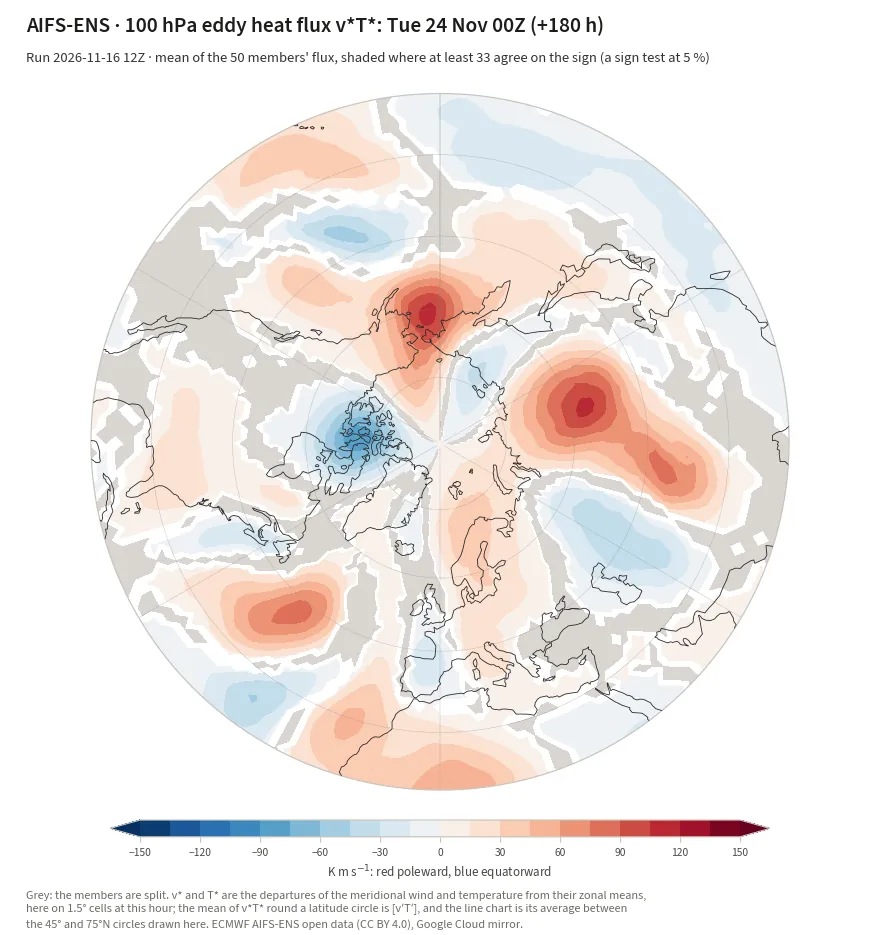 AIFS-ENS · 100 hPa eddy heat flux v*T*: Tue 24 Nov 00Z (+180 h)
Run 2026-11-16 12Z · mean of the 50 members' flux, shaded where at least 33 agree on the sign (a sign test at 5 %)
−150 −120 −90 −60 −30 0 30 60 90 120 150
K m s⁻¹: red poleward, blue equatorward
Grey: the members are split. v* and T* are the departures of the meridional wind and temperature from their zonal means,
here on 1.5° cells at this hour; the mean of v*T* round a latitude circle is [v′T′], and the line chart is its average between
the 45° and 75°N circles drawn here. ECMWF AIFS-ENS open data (CC BY 4.0), Google Cloud mirror.